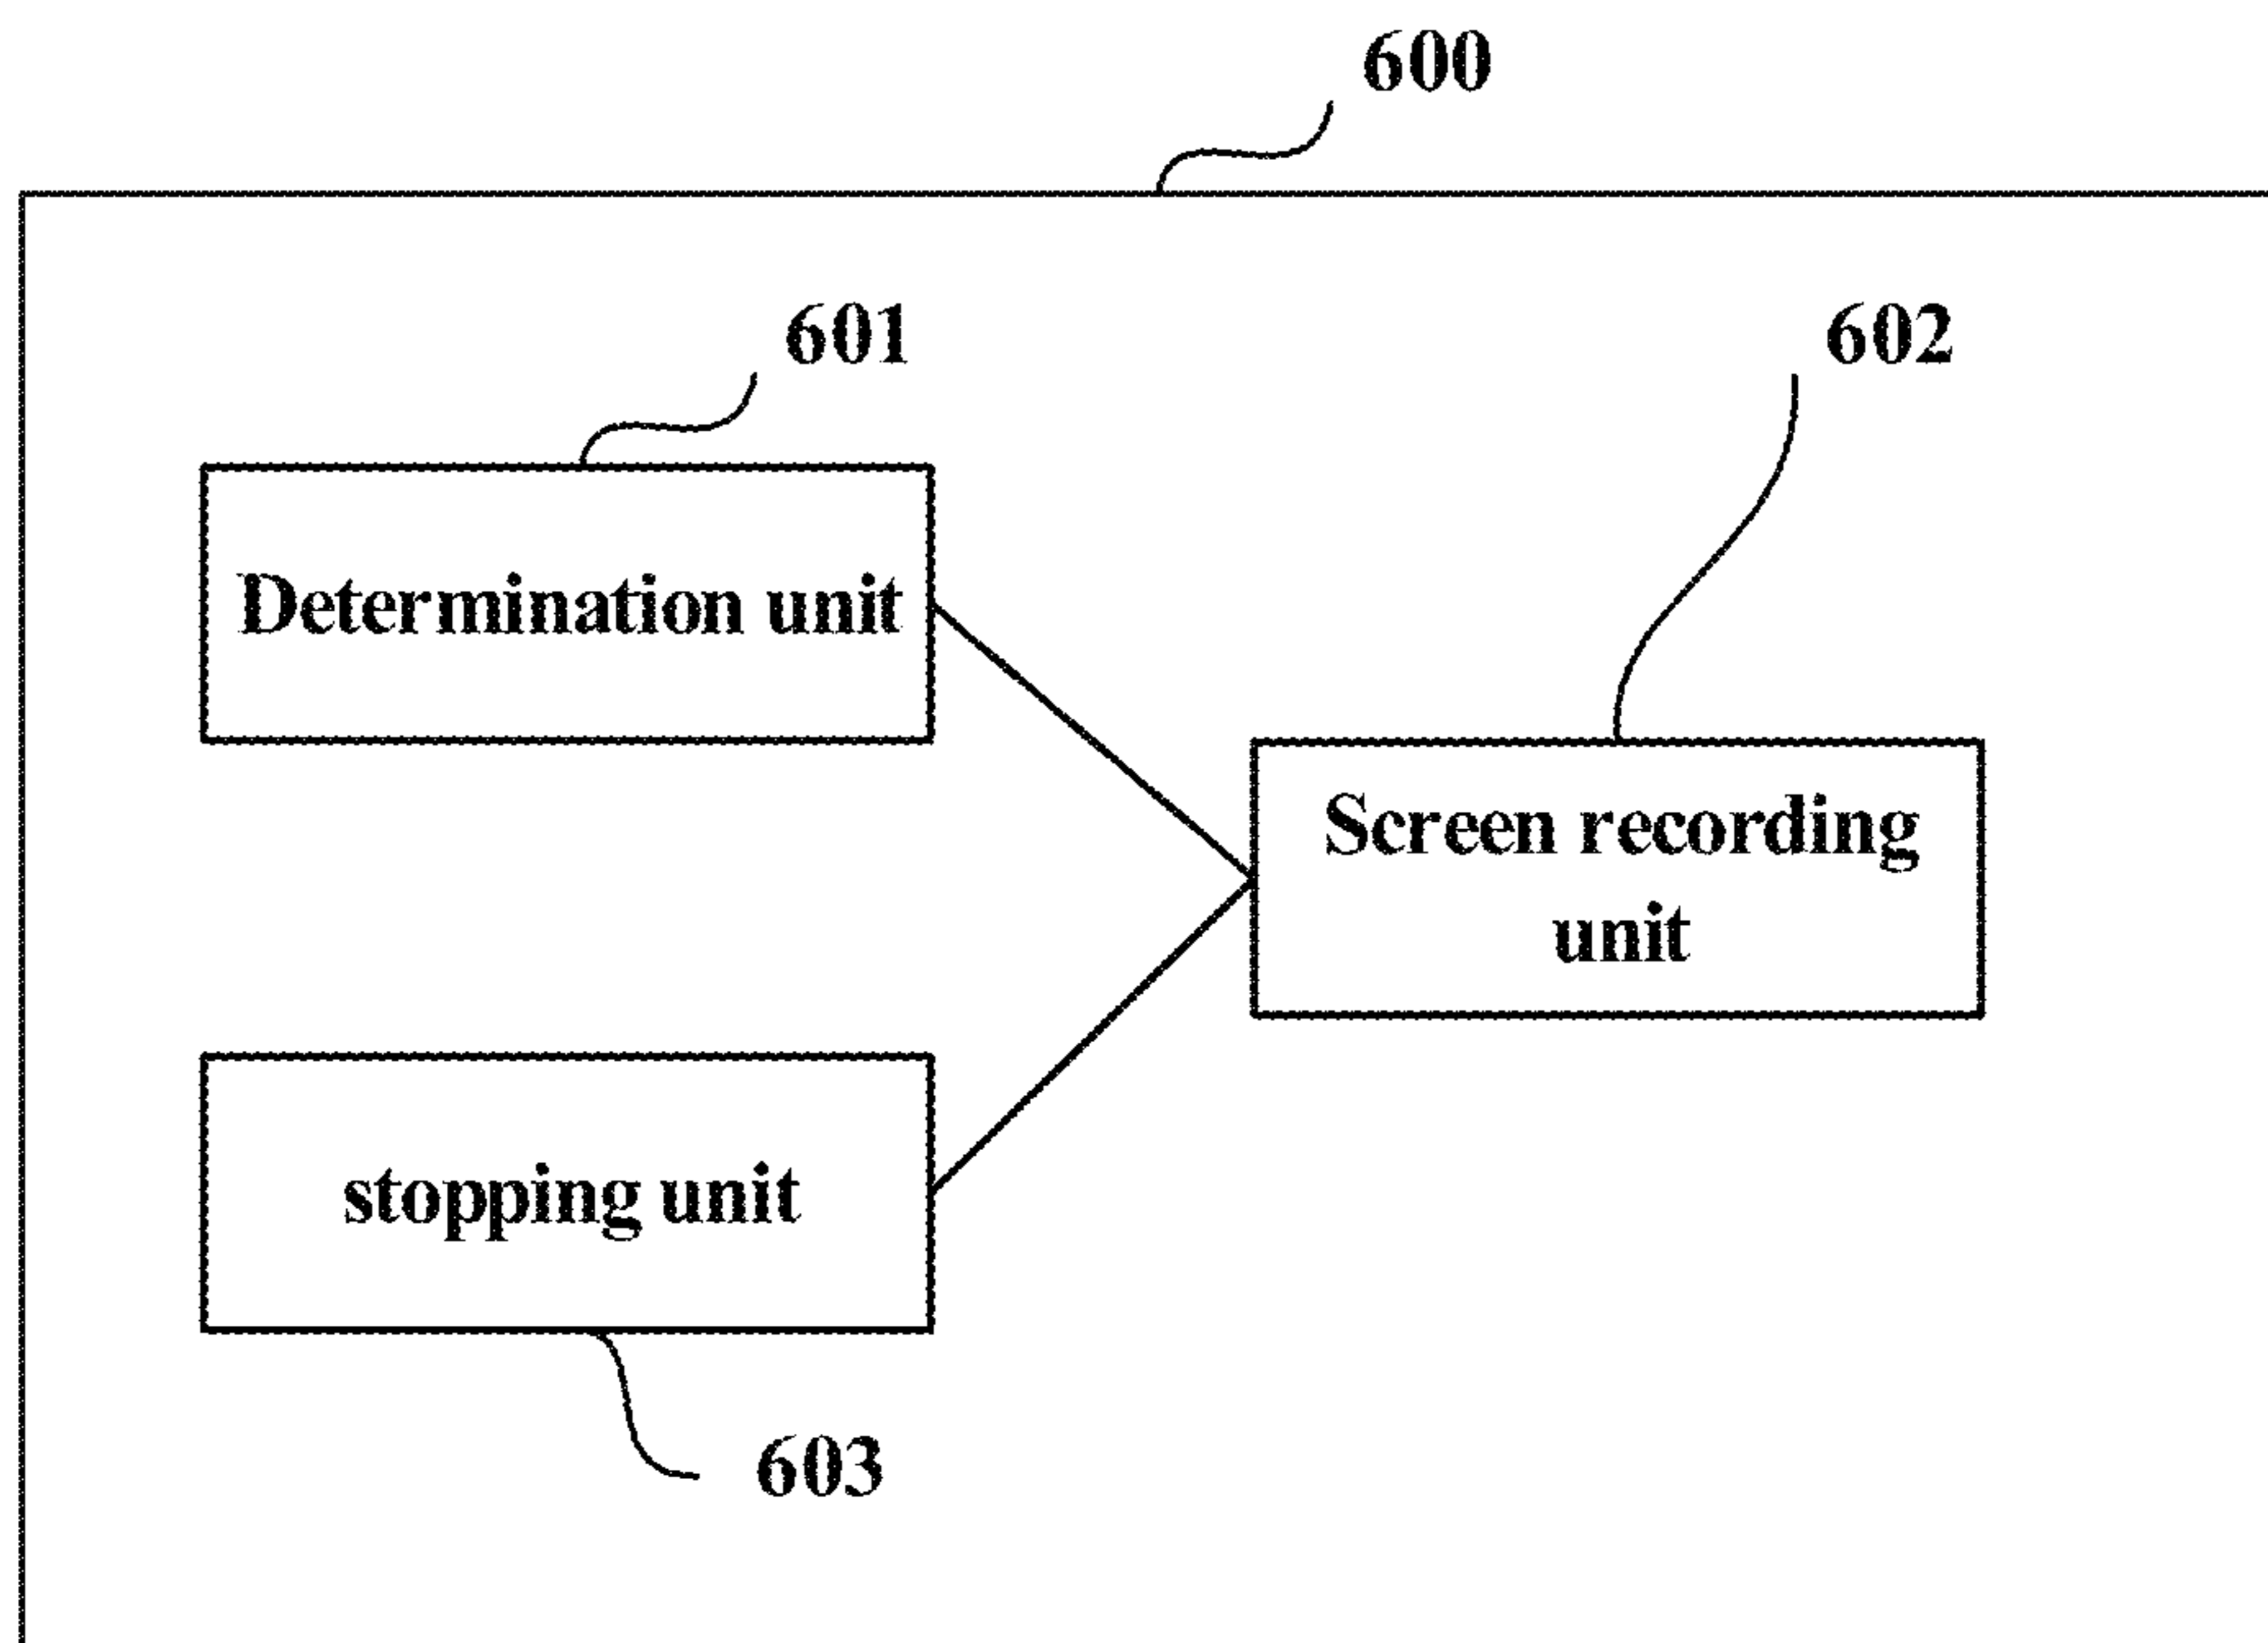 600
601
602
Determination unit
Screen recording
unit
stopping unit
603